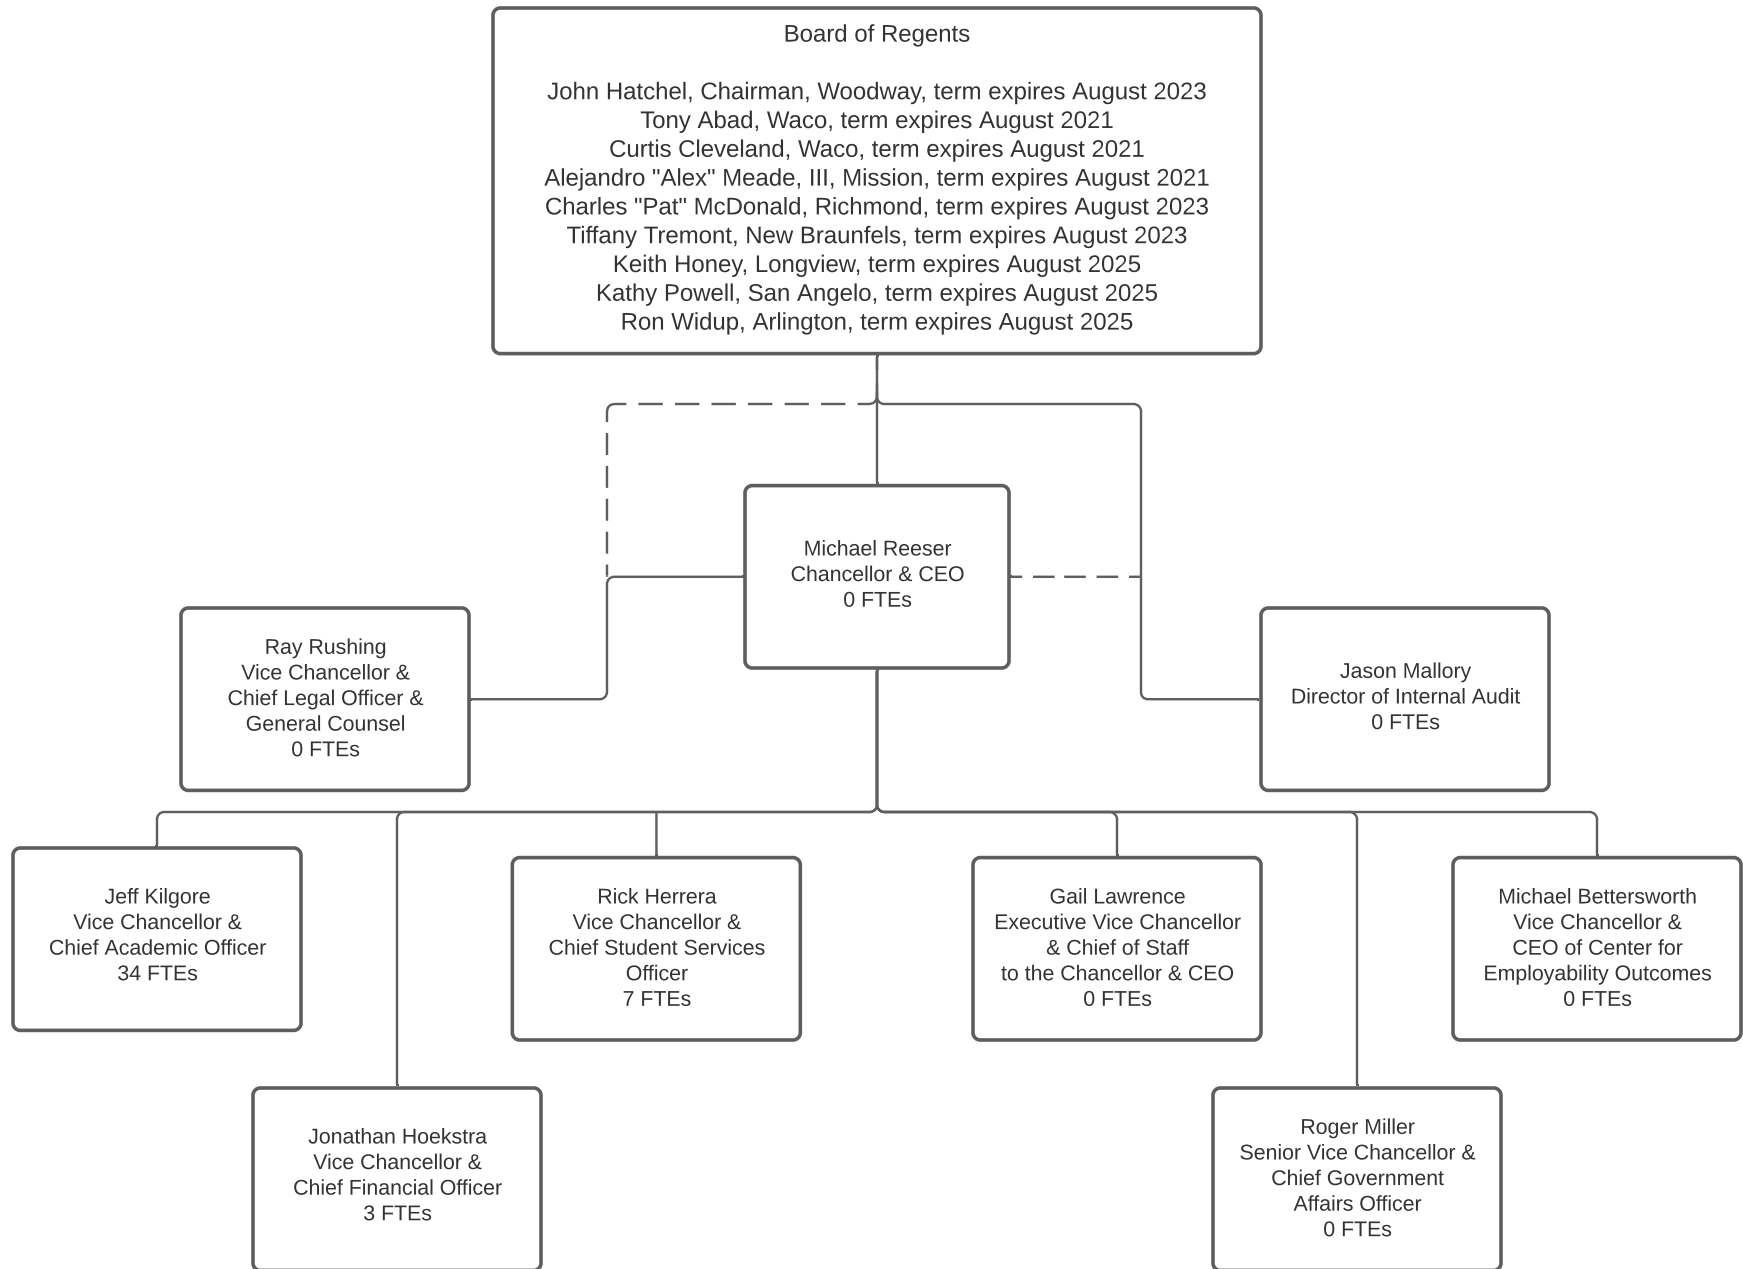 Board of Regents
John Hatchel, Chairman, Woodway, term expires August 2023
Tony Abad, Waco, term expires August 2021
Curtis Cleveland, Waco, term expires August 2021
Alejandro "Alex" Meade, III, Mission, term expires August 2021
Charles "Pat" McDonald, Richmond, term expires August 2023
Tiffany Tremont, New Braunfels, term expires August 2023
Keith Honey, Longview, term expires August 2025
Kathy Powell, San Angelo, term expires August 2025
Ron Widup, Arlington, term expires August 2025
Michael Reeser
Chancellor & CEO
0 FTEs
Ray Rushing
Vice Chancellor &
Chief Legal Officer &
General Counsel
0 FTEs
Jason Mallory
Director of Internal Audit
0 FTEs
Jeff Kilgore
Vice Chancellor &
Chief Academic Officer
34 FTEs
Rick Herrera
Vice Chancellor &
Chief Student Services
Officer
7 FTEs
Gail Lawrence
Executive Vice Chancellor
& Chief of Staff
to the Chancellor & CEO
0 FTEs
Michael Bettersworth
Vice Chancellor &
CEO of Center for
Employability Outcomes
0 FTEs
Jonathan Hoekstra
Vice Chancellor &
Chief Financial Officer
3 FTEs
Roger Miller
Senior Vice Chancellor &
Chief Government
Affairs Officer
0 FTEs